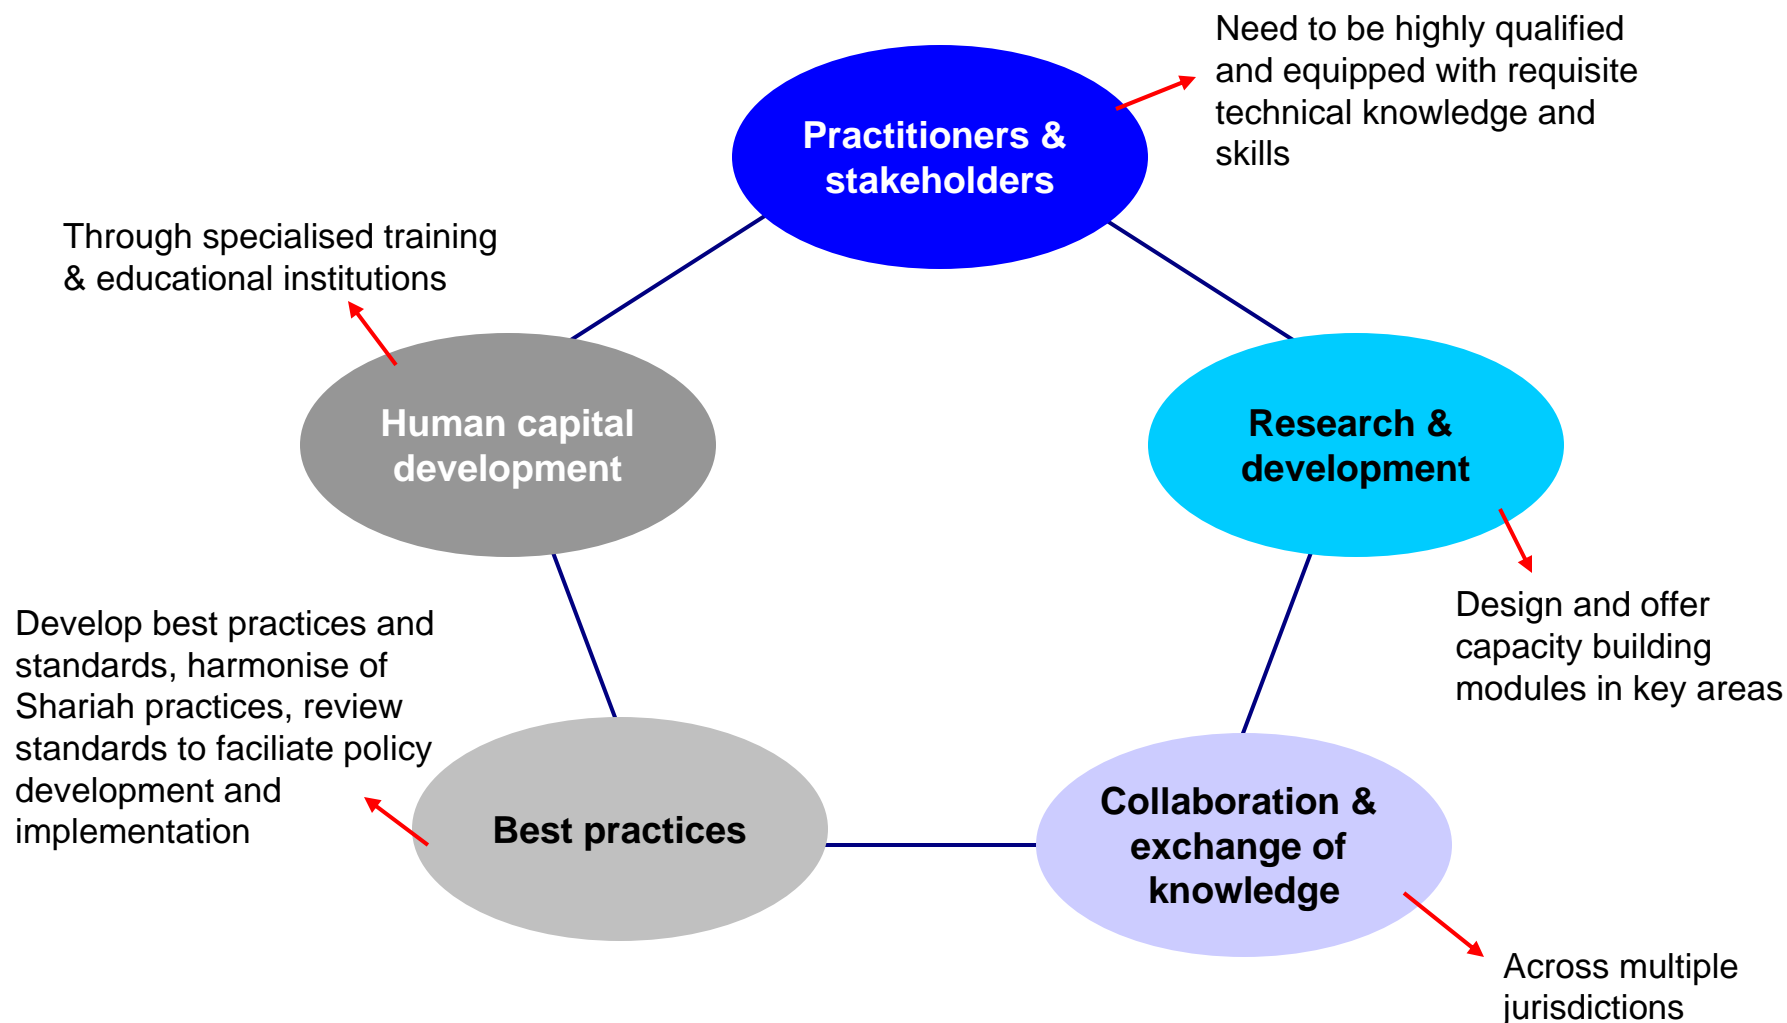 Need to be highly qualified
and equipped with requisite
technical knowledge and
skills
Practitioners &
stakeholders
Through specialised training
& educational institutions
Human capital
development
Research &
development
Develop best practices and
standards, harmonise of
Shariah practices, review
standards to faciliate policy
development and
implementation
Design and offer
capacity building
modules in key areas
Best practices
Collaboration &
exchange of
knowledge
Across multiple
jurisdictions